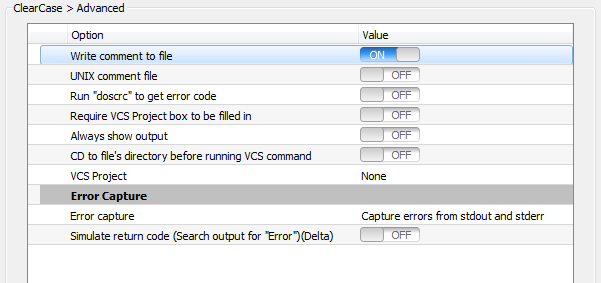 ClearCase > Advanced
Option Value
Write comment to file ON
UNIX comment file OFF
Run "doscrc" to get error code OFF
Require VCS Project box to be filled in OFF
Always show output OFF
CD to file's directory before running VCS command OFF
VCS Project None
Error Capture
Error capture Capture errors from stdout and stderr
Simulate return code (Search output for "Error")(Delta) OFF